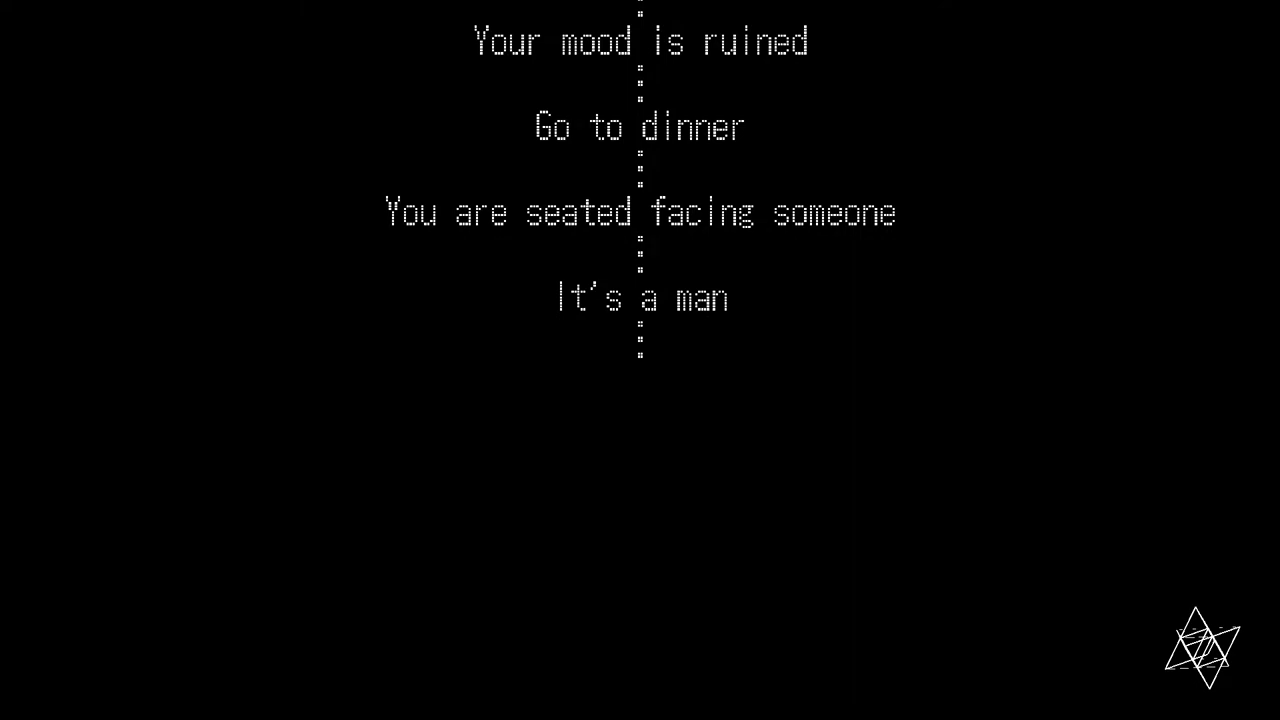 Your mood is ruined
Go to dinner
You are seated facing someone
It's a man